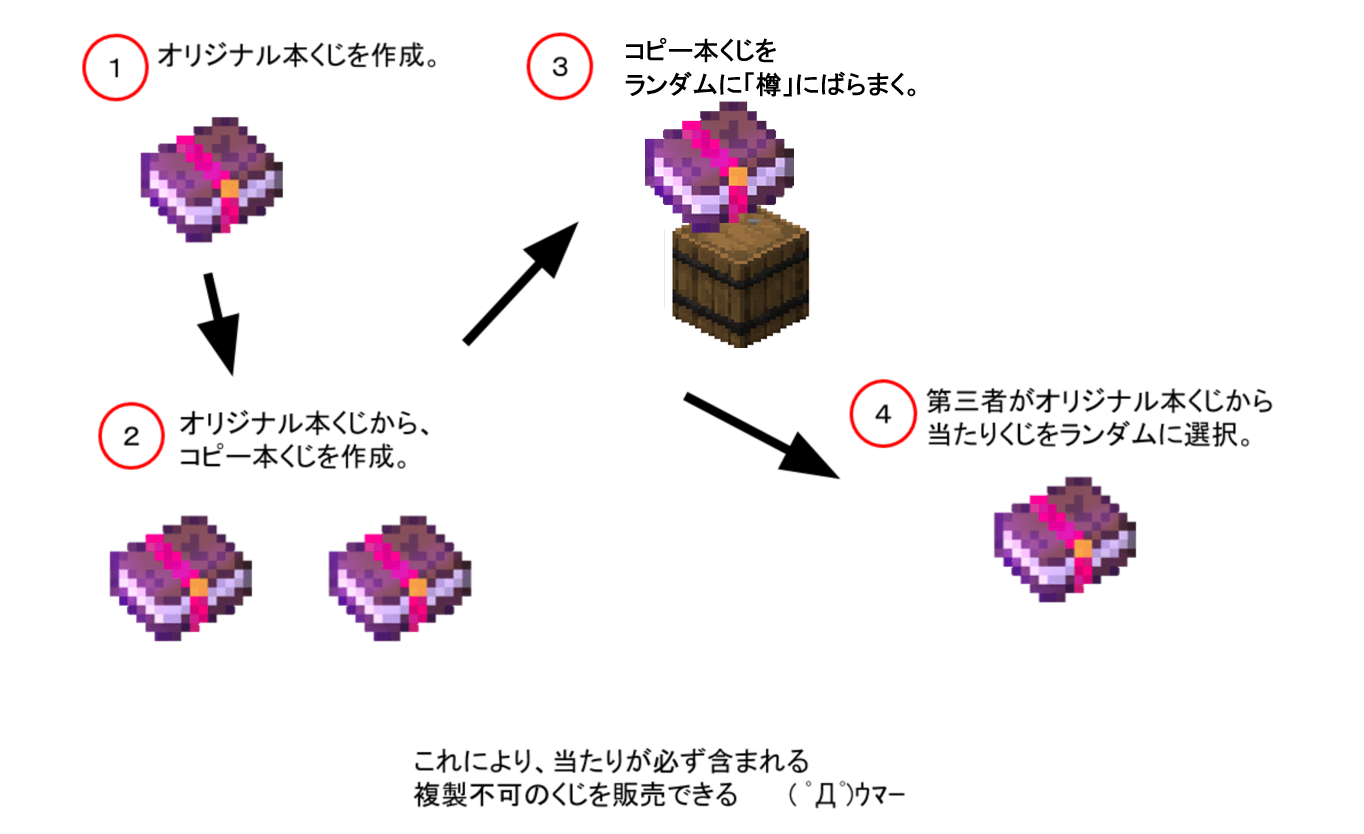 1
オリジナル本くじを作成。
2
オリジナル本くじから、
コピー本くじを作成。
3
コピー本くじを
ランダムに「樽」にばらまく。
4
第三者がオリジナル本くじから
当たりくじをランダムに選択。
これにより、当たりが必ず含まれる
複製不可のくじを販売できる　　( ﾟДﾟ)ｳﾏｰ